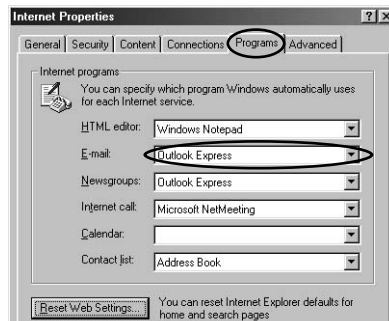 Internet Properties
General Security Content Connections Programs Advanced
Internet programs
You can specify which program Windows automatically uses
for each Internet service.
HTML editor: Windows Notepad
E-mail: Outlook Express
Newsgroups: Outlook Express
Internet call: Microsoft NetMeeting
Calendar:
Contact list: Address Book
Reset Web Settings... You can reset Internet Explorer defaults for
home and search pages